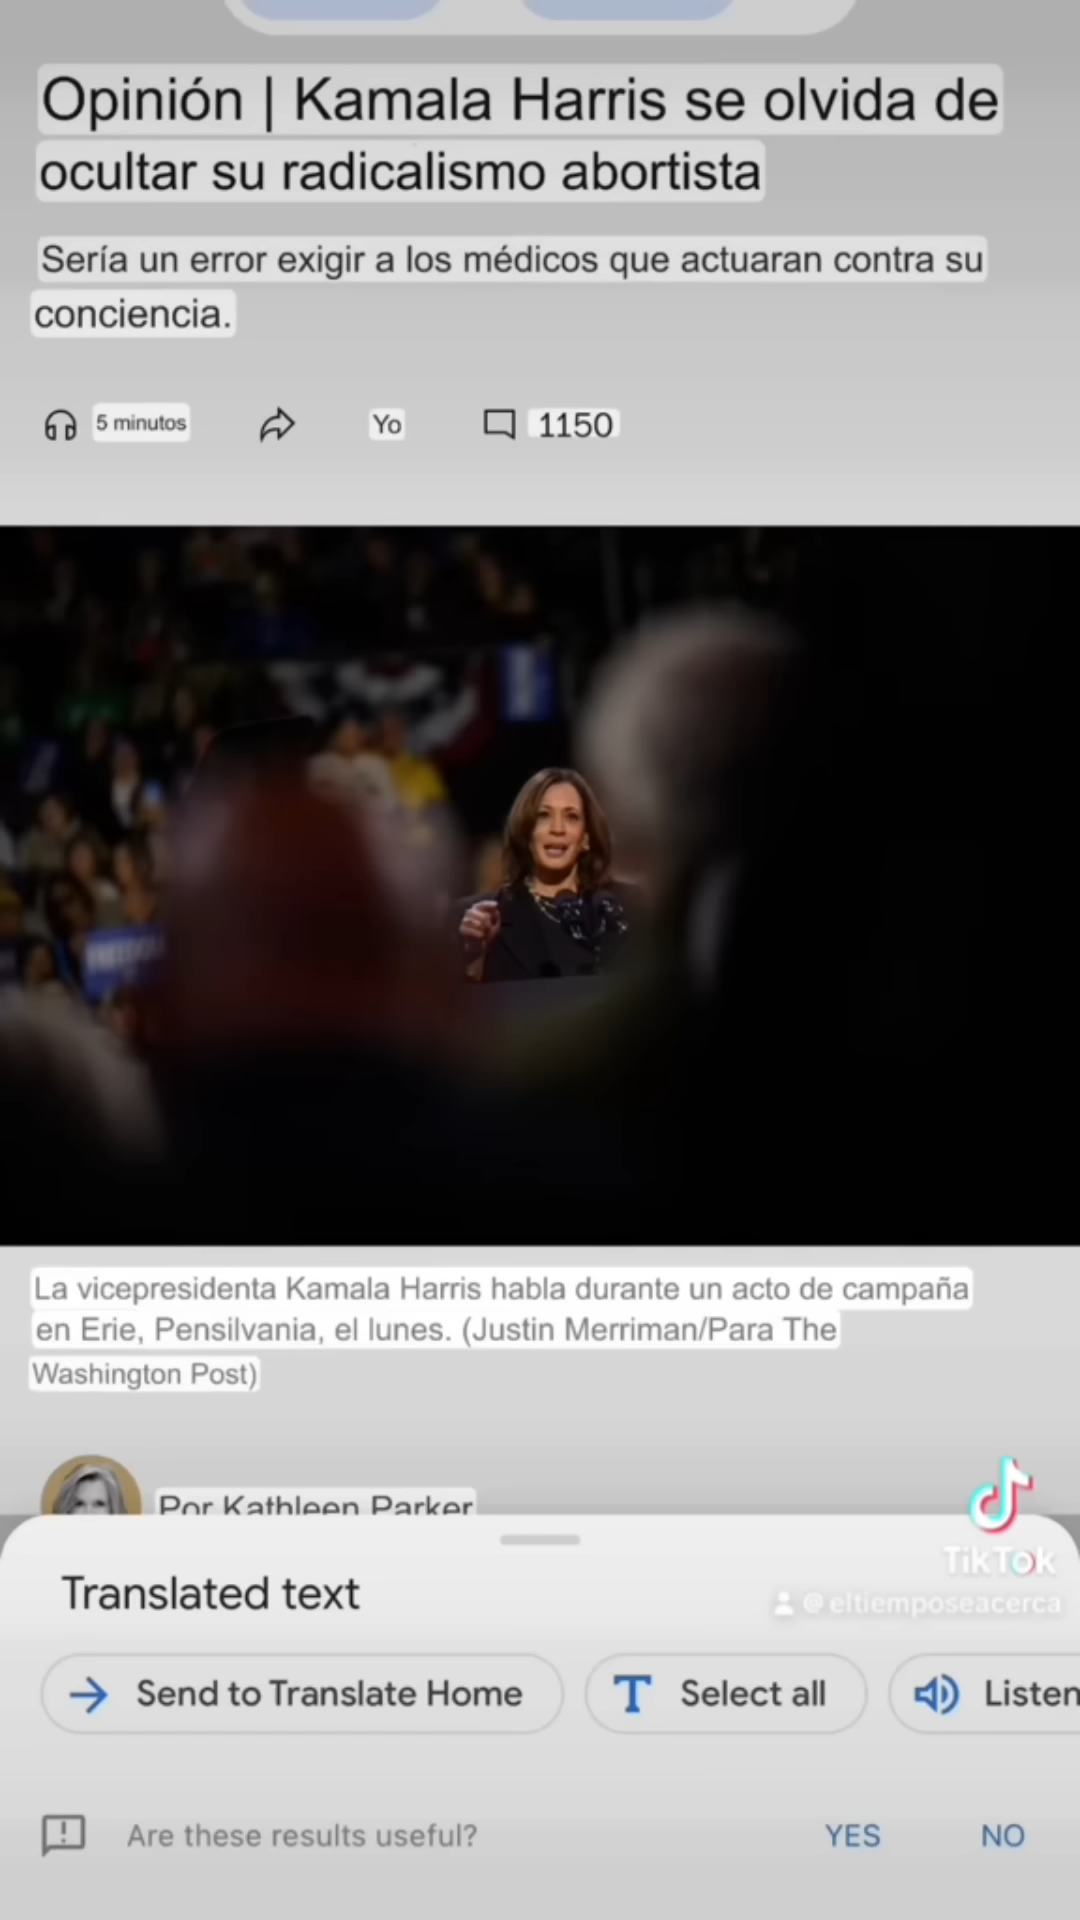 Opinión | Kamala Harris se olvida de
ocultar su radicalismo abortista
Sería un error exigir a los médicos que actuaran contra su
conciencia.
5 minutos
Yo
1150
La vicepresidenta Kamala Harris habla durante un acto de campaña
en Erie, Pensilvania, el lunes. (Justin Merriman/Para The
Washington Post)
Por Kathleen Parker
TikTok
@eltiemposeacerca
Translated text
Send to Translate Home
Select all
Listen
Are these results useful?
YES
NO